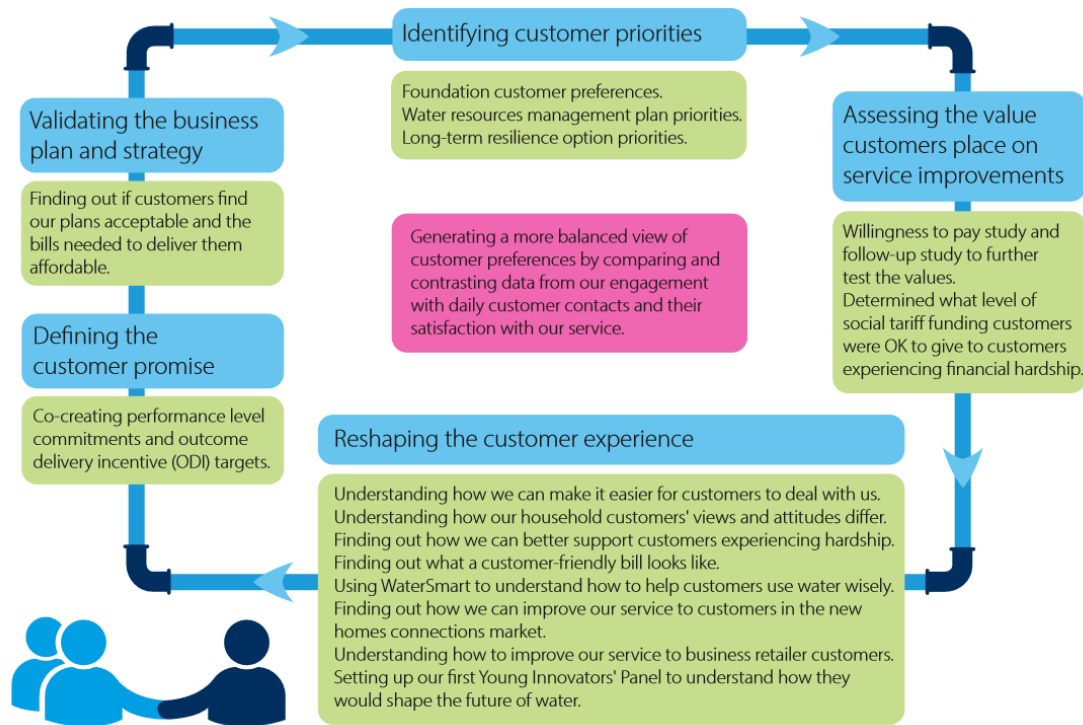 Identifying customer priorities
Foundation customer preferences.
Water resources management plan priorities.
Long-term resilience option priorities.
Assessing the value
customers place on
service improvements
Willingness to pay study and
follow-up study to further
test the values.
Determined what level of
social tariff funding customers
were OK to give to customers
experiencing financial hardship.
Reshaping the customer experience
Understanding how we can make it easier for customers to deal with us.
Understanding how our household customers' views and attitudes differ.
Finding out how we can better support customers experiencing hardship.
Finding out what a customer-friendly bill looks like.
Using WaterSmart to understand how to help customers use water wisely.
Finding out how we can improve our service to customers in the new
homes connections market.
Understanding how to improve our service to business retailer customers.
Setting up our first Young Innovators' Panel to understand how they
would shape the future of water.
Defining the
customer promise
Co-creating performance level
commitments and outcome
delivery incentive (ODI) targets.
Validating the business
plan and strategy
Finding out if customers find
our plans acceptable and the
bills needed to deliver them
affordable.
Generating a more balanced view of
customer preferences by comparing and
contrasting data from our engagement
with daily customer contacts and their
satisfaction with our service.